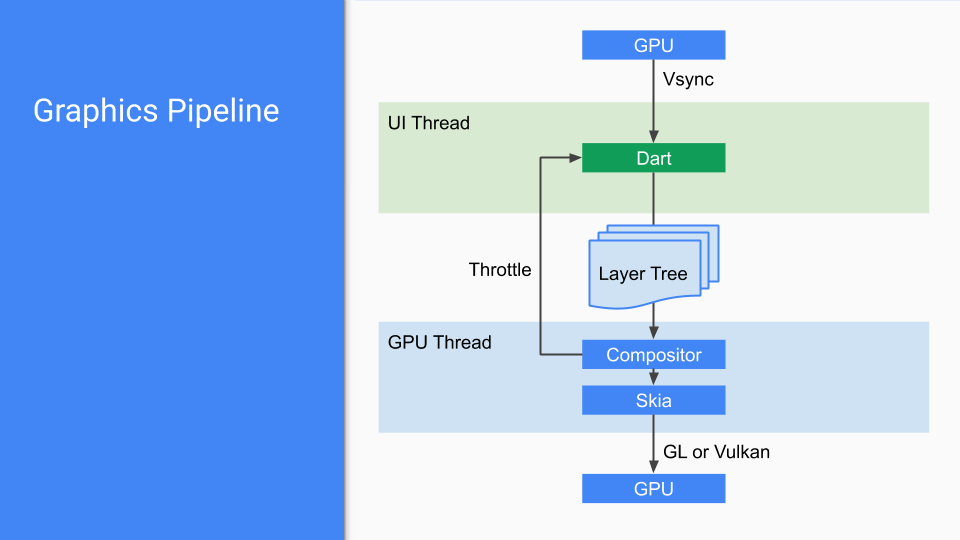 Graphics Pipeline
GPU
Vsync
UI Thread
Dart
Throttle
Layer Tree
GPU Thread
Compositor
Skia
GL or Vulkan
GPU